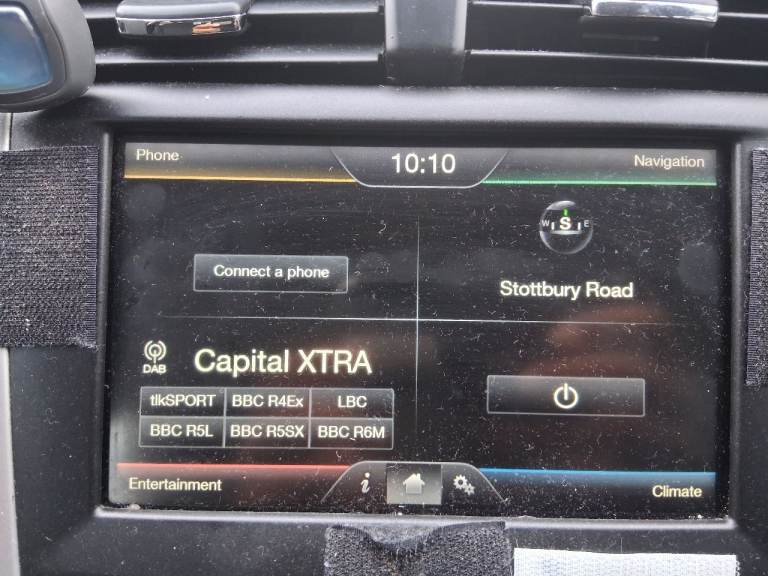 Phone
10:10
Navigation
W S E
Connect a phone
Stottbury Road
DAB
Capital XTRA
tlkSPORT BBC R4Ex LBC
BBC R5L BBC R5SX BBC R6M
Entertainment
i
Climate